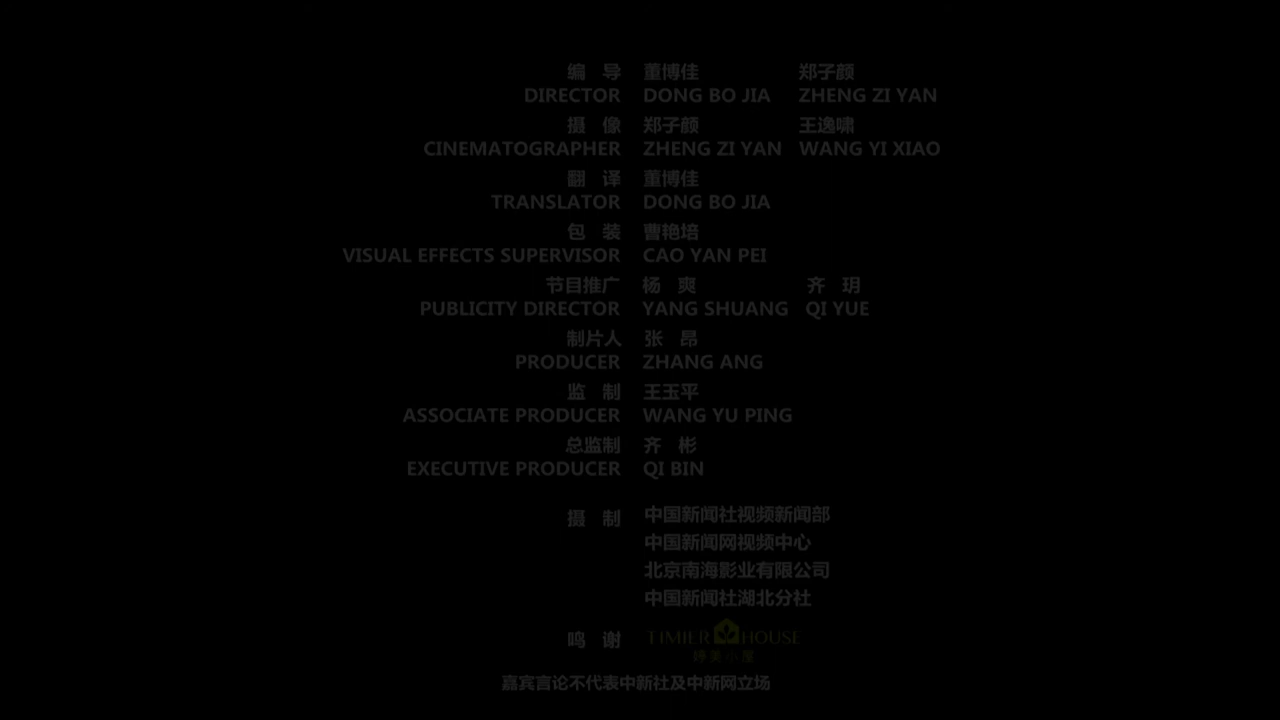 编 导 董博佳 郑子颜
DIRECTOR DONG BO JIA ZHENG ZI YAN
摄 像 郑子颜 王逸啸
CINEMATOGRAPHER ZHENG ZI YAN WANG YI XIAO
翻 译 董博佳
TRANSLATOR DONG BO JIA
包 装 曹艳培
VISUAL EFFECTS SUPERVISOR CAO YAN PEI
节目推广 杨 爽 齐 玥
PUBLICITY DIRECTOR YANG SHUANG QI YUE
制片人 张 昂
PRODUCER ZHANG ANG
监 制 王玉平
ASSOCIATE PRODUCER WANG YU PING
总监制 齐 彬
EXECUTIVE PRODUCER QI BIN
摄 制 中国新闻社视频新闻部
中国新闻网视频中心
北京南海影业有限公司
中国新闻社湖北分社
鸣 谢 TIMIER HOUSE
婷美小屋
嘉宾言论不代表中新社及中新网立场